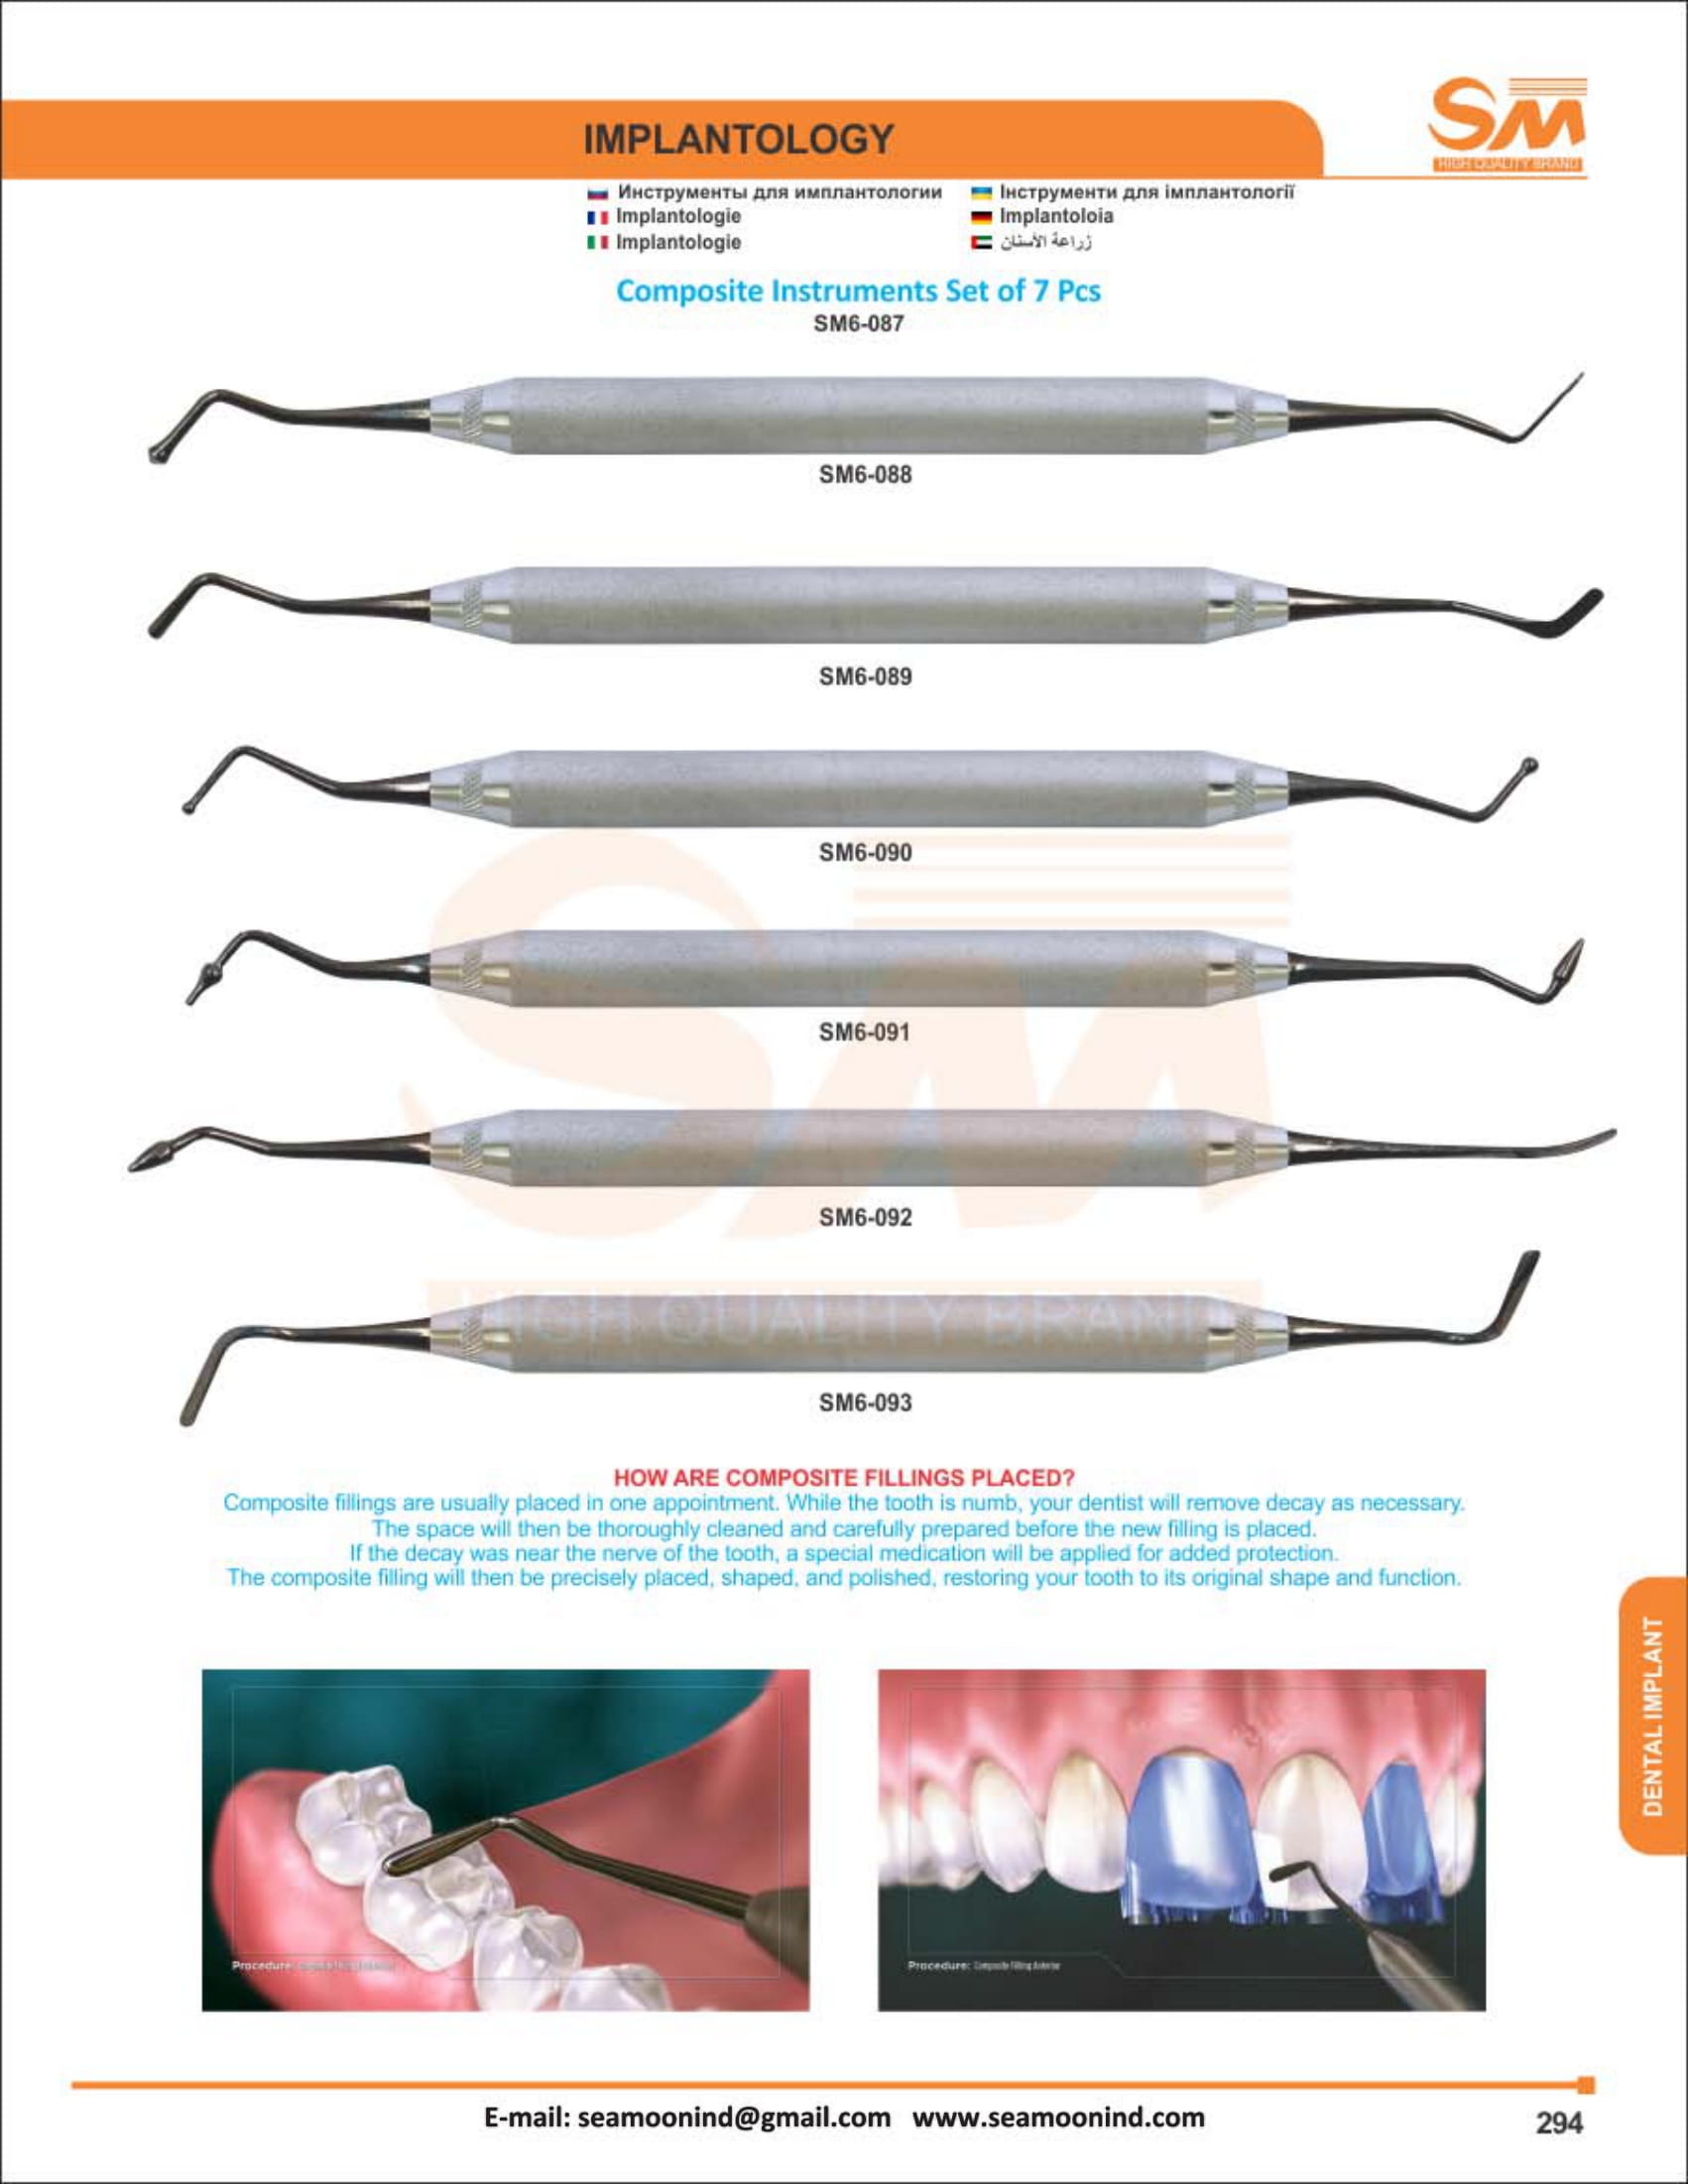 SM
HIGH QUALITY BRAND
IMPLANTOLOGY
Инструменты для имплантологии
Інструменти для імплантології
Implantologie
Implantoloia
Implantologie
زراعة الأسنان
Composite Instruments Set of 7 Pcs
SM6-087
SM6-088
SM6-089
SM6-090
SM6-091
SM6-092
HIGH QUALITY BRAND
SM6-093
HOW ARE COMPOSITE FILLINGS PLACED?
Composite fillings are usually placed in one appointment. While the tooth is numb, your dentist will remove decay as necessary.
The space will then be thoroughly cleaned and carefully prepared before the new filling is placed.
If the decay was near the nerve of the tooth, a special medication will be applied for added protection.
The composite filling will then be precisely placed, shaped, and polished, restoring your tooth to its original shape and function.
DENTAL IMPLANT
Procedure:
Procedure: Composite Filling Anterior
E-mail: seamoonind@gmail.com www.seamoonind.com
294